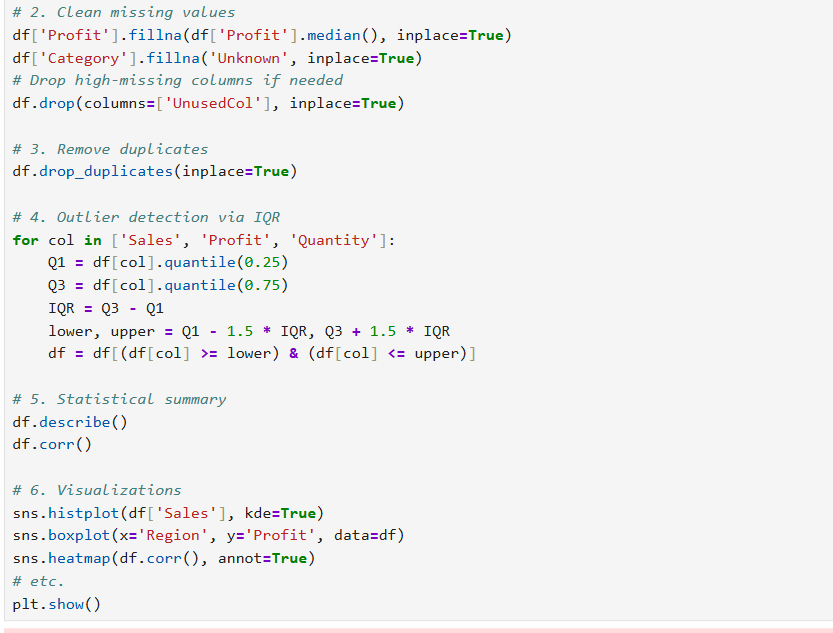 # 2. Clean missing values
df['Profit'].fillna(df['Profit'].median(), inplace=True)
df['Category'].fillna('Unknown', inplace=True)
# Drop high-missing columns if needed
df.drop(columns=['UnusedCol'], inplace=True)

# 3. Remove duplicates
df.drop_duplicates(inplace=True)

# 4. Outlier detection via IQR
for col in ['Sales', 'Profit', 'Quantity']:
    Q1 = df[col].quantile(0.25)
    Q3 = df[col].quantile(0.75)
    IQR = Q3 - Q1
    lower, upper = Q1 - 1.5 * IQR, Q3 + 1.5 * IQR
    df = df[(df[col] >= lower) & (df[col] <= upper)]

# 5. Statistical summary
df.describe()
df.corr()

# 6. Visualizations
sns.histplot(df['Sales'], kde=True)
sns.boxplot(x='Region', y='Profit', data=df)
sns.heatmap(df.corr(), annot=True)
# etc.
plt.show()